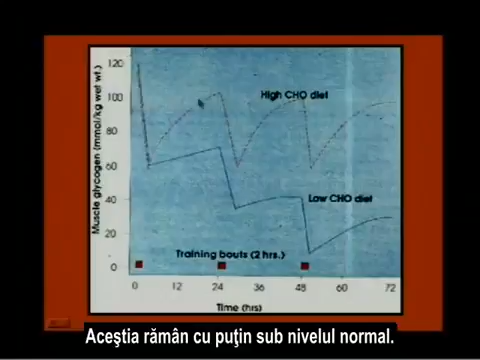 120
100
80
60
40
20
0
Muscle glycogen (mmol/kg wet wt.)
High CHO diet
Low CHO diet
Training bouts (2 hrs.)
0 12 24 36 48 60 72
Time (hrs)
Aceştia rămân cu puţin sub nivelul normal.